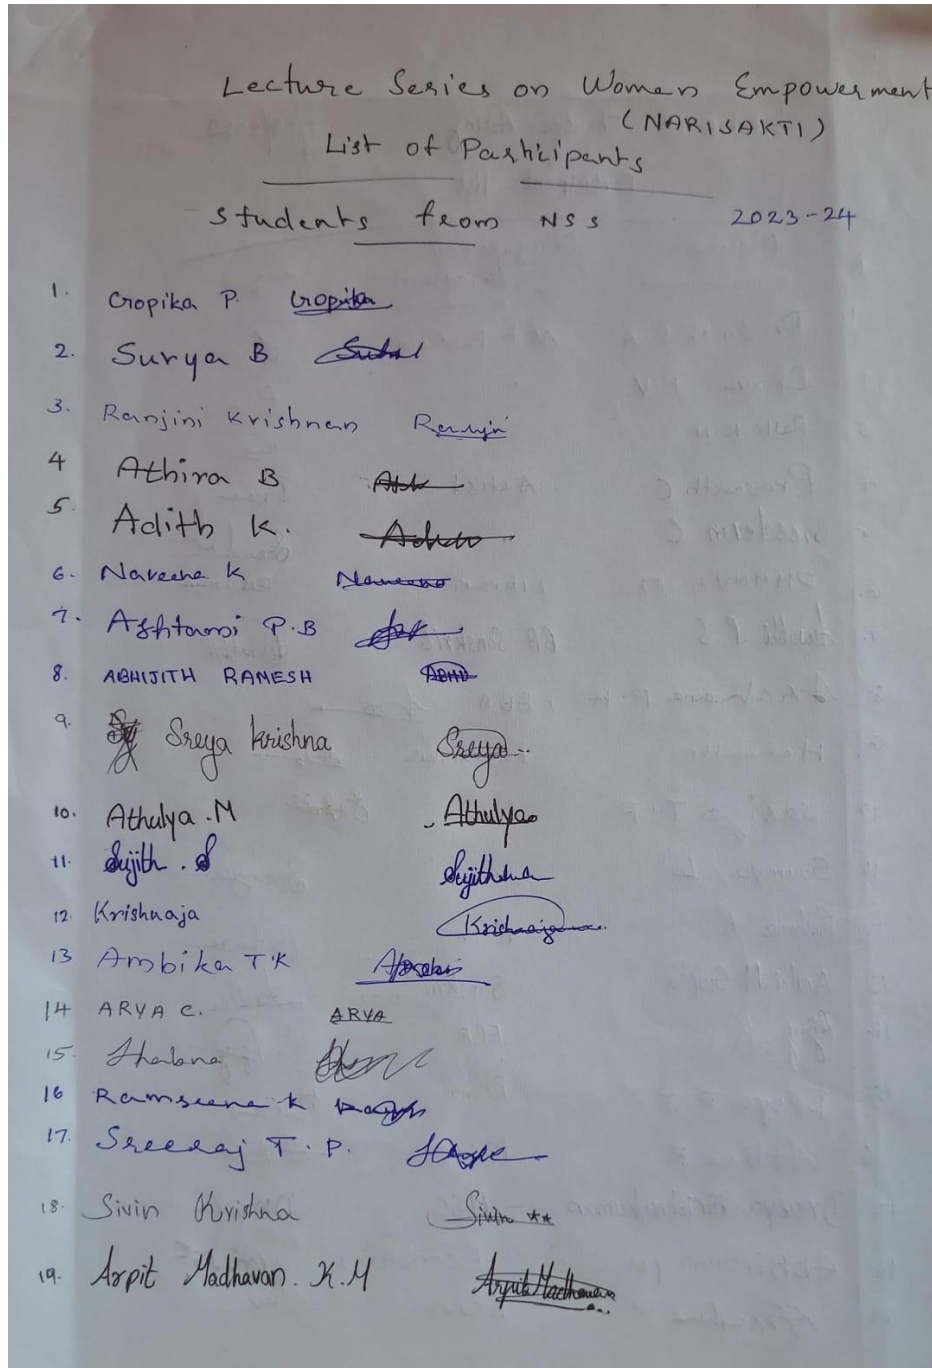 Lecture Series on Women Empowerment
(NARISAKTI)
List of Participants
Students from NSS 2023-24
1. Gopika P. Gopika
2. Surya B
3. Ranjini Krishnan Ranjini
4 Athira B
5. Adith K.
6. Naveena K Naveena
7. Ashtami P.B
8. ABHIJITH RAMESH ABHI
9. Sreya Krishna Sreya
10. Athulya .M Athulya
11. Sujith . S
12. Krishnaja Krishnaja
13 Ambika T K
14 ARYA C. ARYA
15.
16 Ramseena K
17. Sreeraj T. P.
18. Sivin Krishna Sivin **
19. Arpit Madhavan. K.M Arpit Madhavan